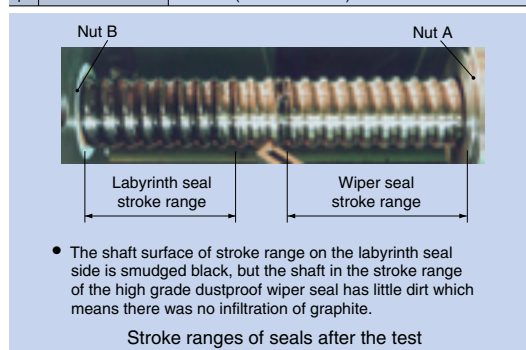 Nut B
Nut A
Labyrinth seal
stroke range
Wiper seal
stroke range
• The shaft surface of stroke range on the labyrinth seal
side is smudged black, but the shaft in the stroke range
of the high grade dustproof wiper seal has little dirt which
means there was no infiltration of graphite.
Stroke ranges of seals after the test